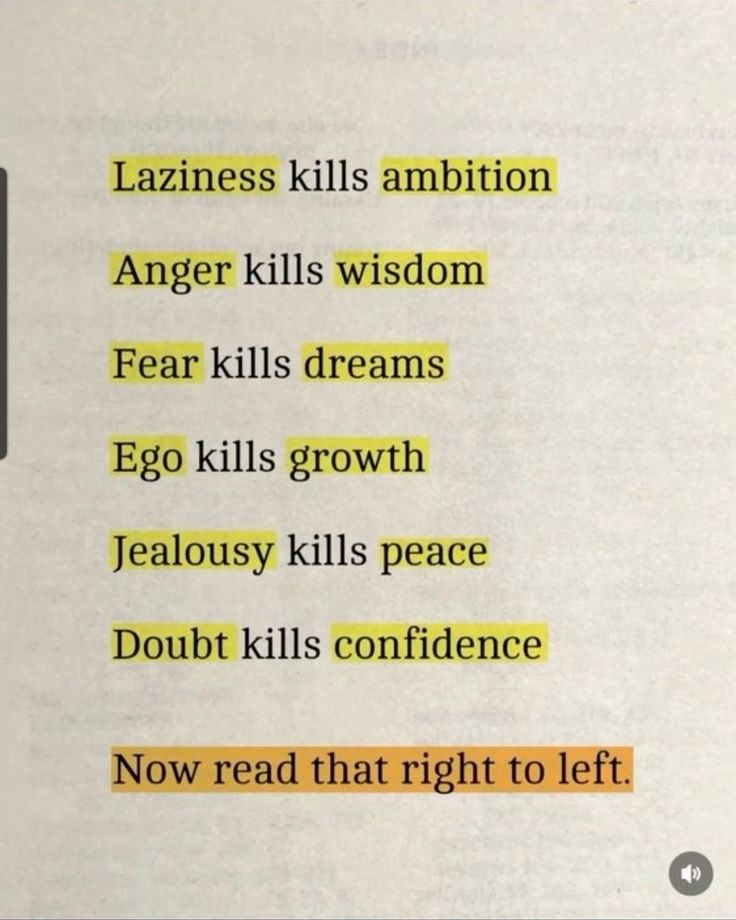 Laziness kills ambition
Anger kills wisdom
Fear kills dreams
Ego kills growth
Jealousy kills peace
Doubt kills confidence
Now read that right to left.